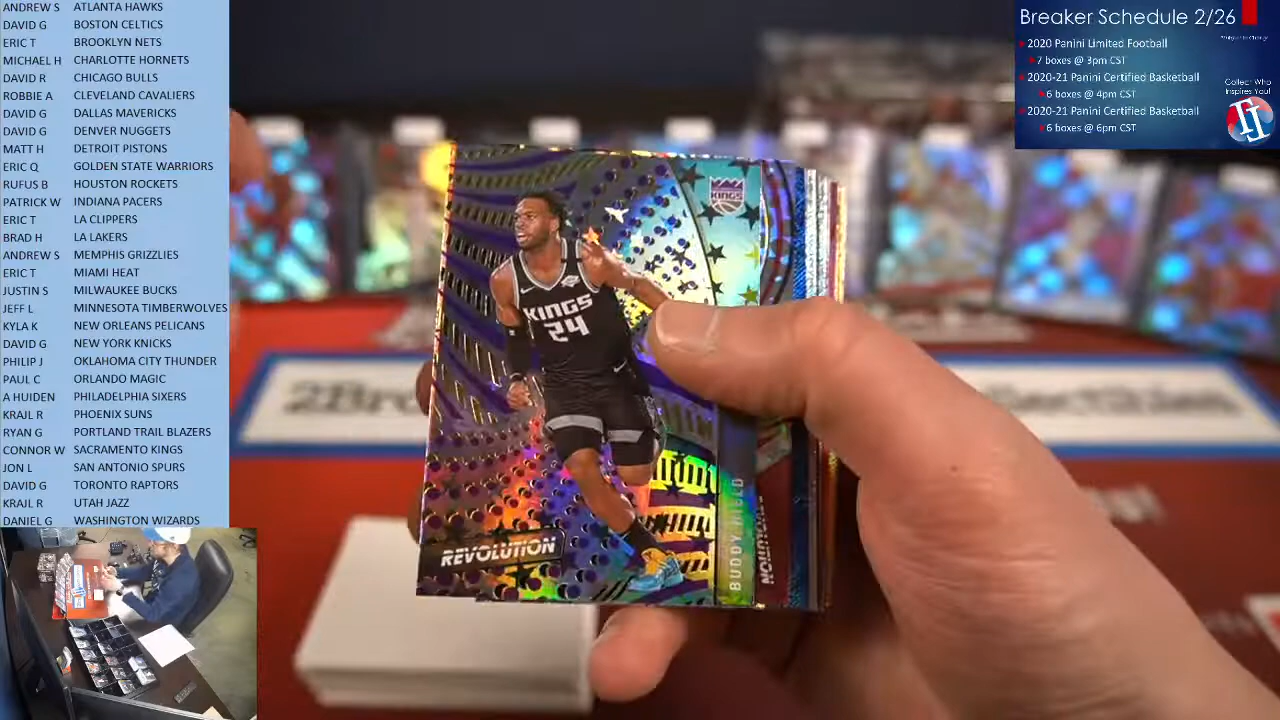 ANDREW S ATLANTA HAWKS
DAVID G BOSTON CELTICS
ERIC T BROOKLYN NETS
MICHAEL H CHARLOTTE HORNETS
DAVID R CHICAGO BULLS
ROBBIE A CLEVELAND CAVALIERS
DAVID G DALLAS MAVERICKS
DAVID G DENVER NUGGETS
MATT H DETROIT PISTONS
ERIC Q GOLDEN STATE WARRIORS
RUFUS B HOUSTON ROCKETS
PATRICK W INDIANA PACERS
ERIC T LA CLIPPERS
BRAD H LA LAKERS
ANDREW S MEMPHIS GRIZZLIES
ERIC T MIAMI HEAT
JUSTIN S MILWAUKEE BUCKS
JEFF L MINNESOTA TIMBERWOLVES
KYLA K NEW ORLEANS PELICANS
DAVID G NEW YORK KNICKS
PHILIP J OKLAHOMA CITY THUNDER
PAUL C ORLANDO MAGIC
A HUIDEN PHILADELPHIA SIXERS
KRAJL R PHOENIX SUNS
RYAN G PORTLAND TRAIL BLAZERS
CONNOR W SACRAMENTO KINGS
JON L SAN ANTONIO SPURS
DAVID G TORONTO RAPTORS
KRAJL R UTAH JAZZ
DANIEL G WASHINGTON WIZARDS
Breaker Schedule 2/26
2020 Panini Limited Football
7 boxes @ 3pm CST
2020-21 Panini Certified Basketball
6 boxes @ 4pm CST
2020-21 Panini Certified Basketball
6 boxes @ 6pm CST
Collect Who
Inspires You!
KINGS
KINGS
24
REVOLUTION
BUDDY HIELD
2Bro
ectibles